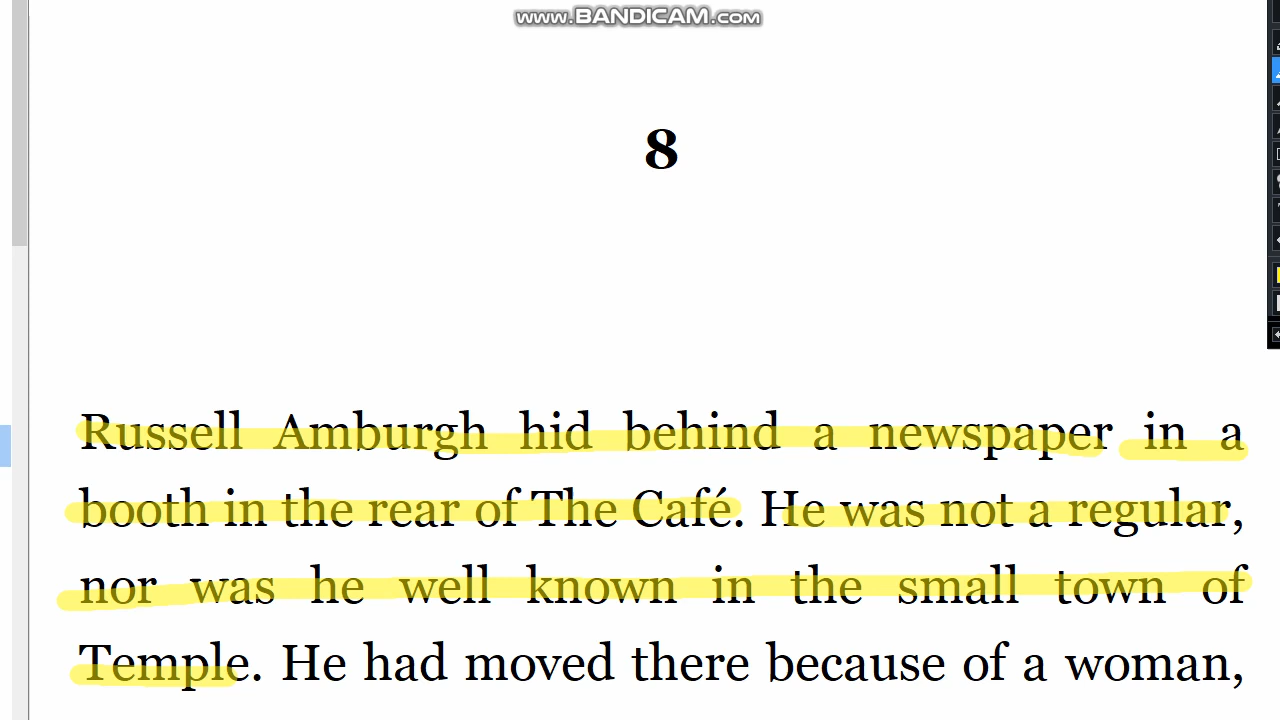 www.BANDICAM.com
8
Russell Amburgh hid behind a newspaper in a
booth in the rear of The Café. He was not a regular,
nor was he well known in the small town of
Temple. He had moved there because of a woman,